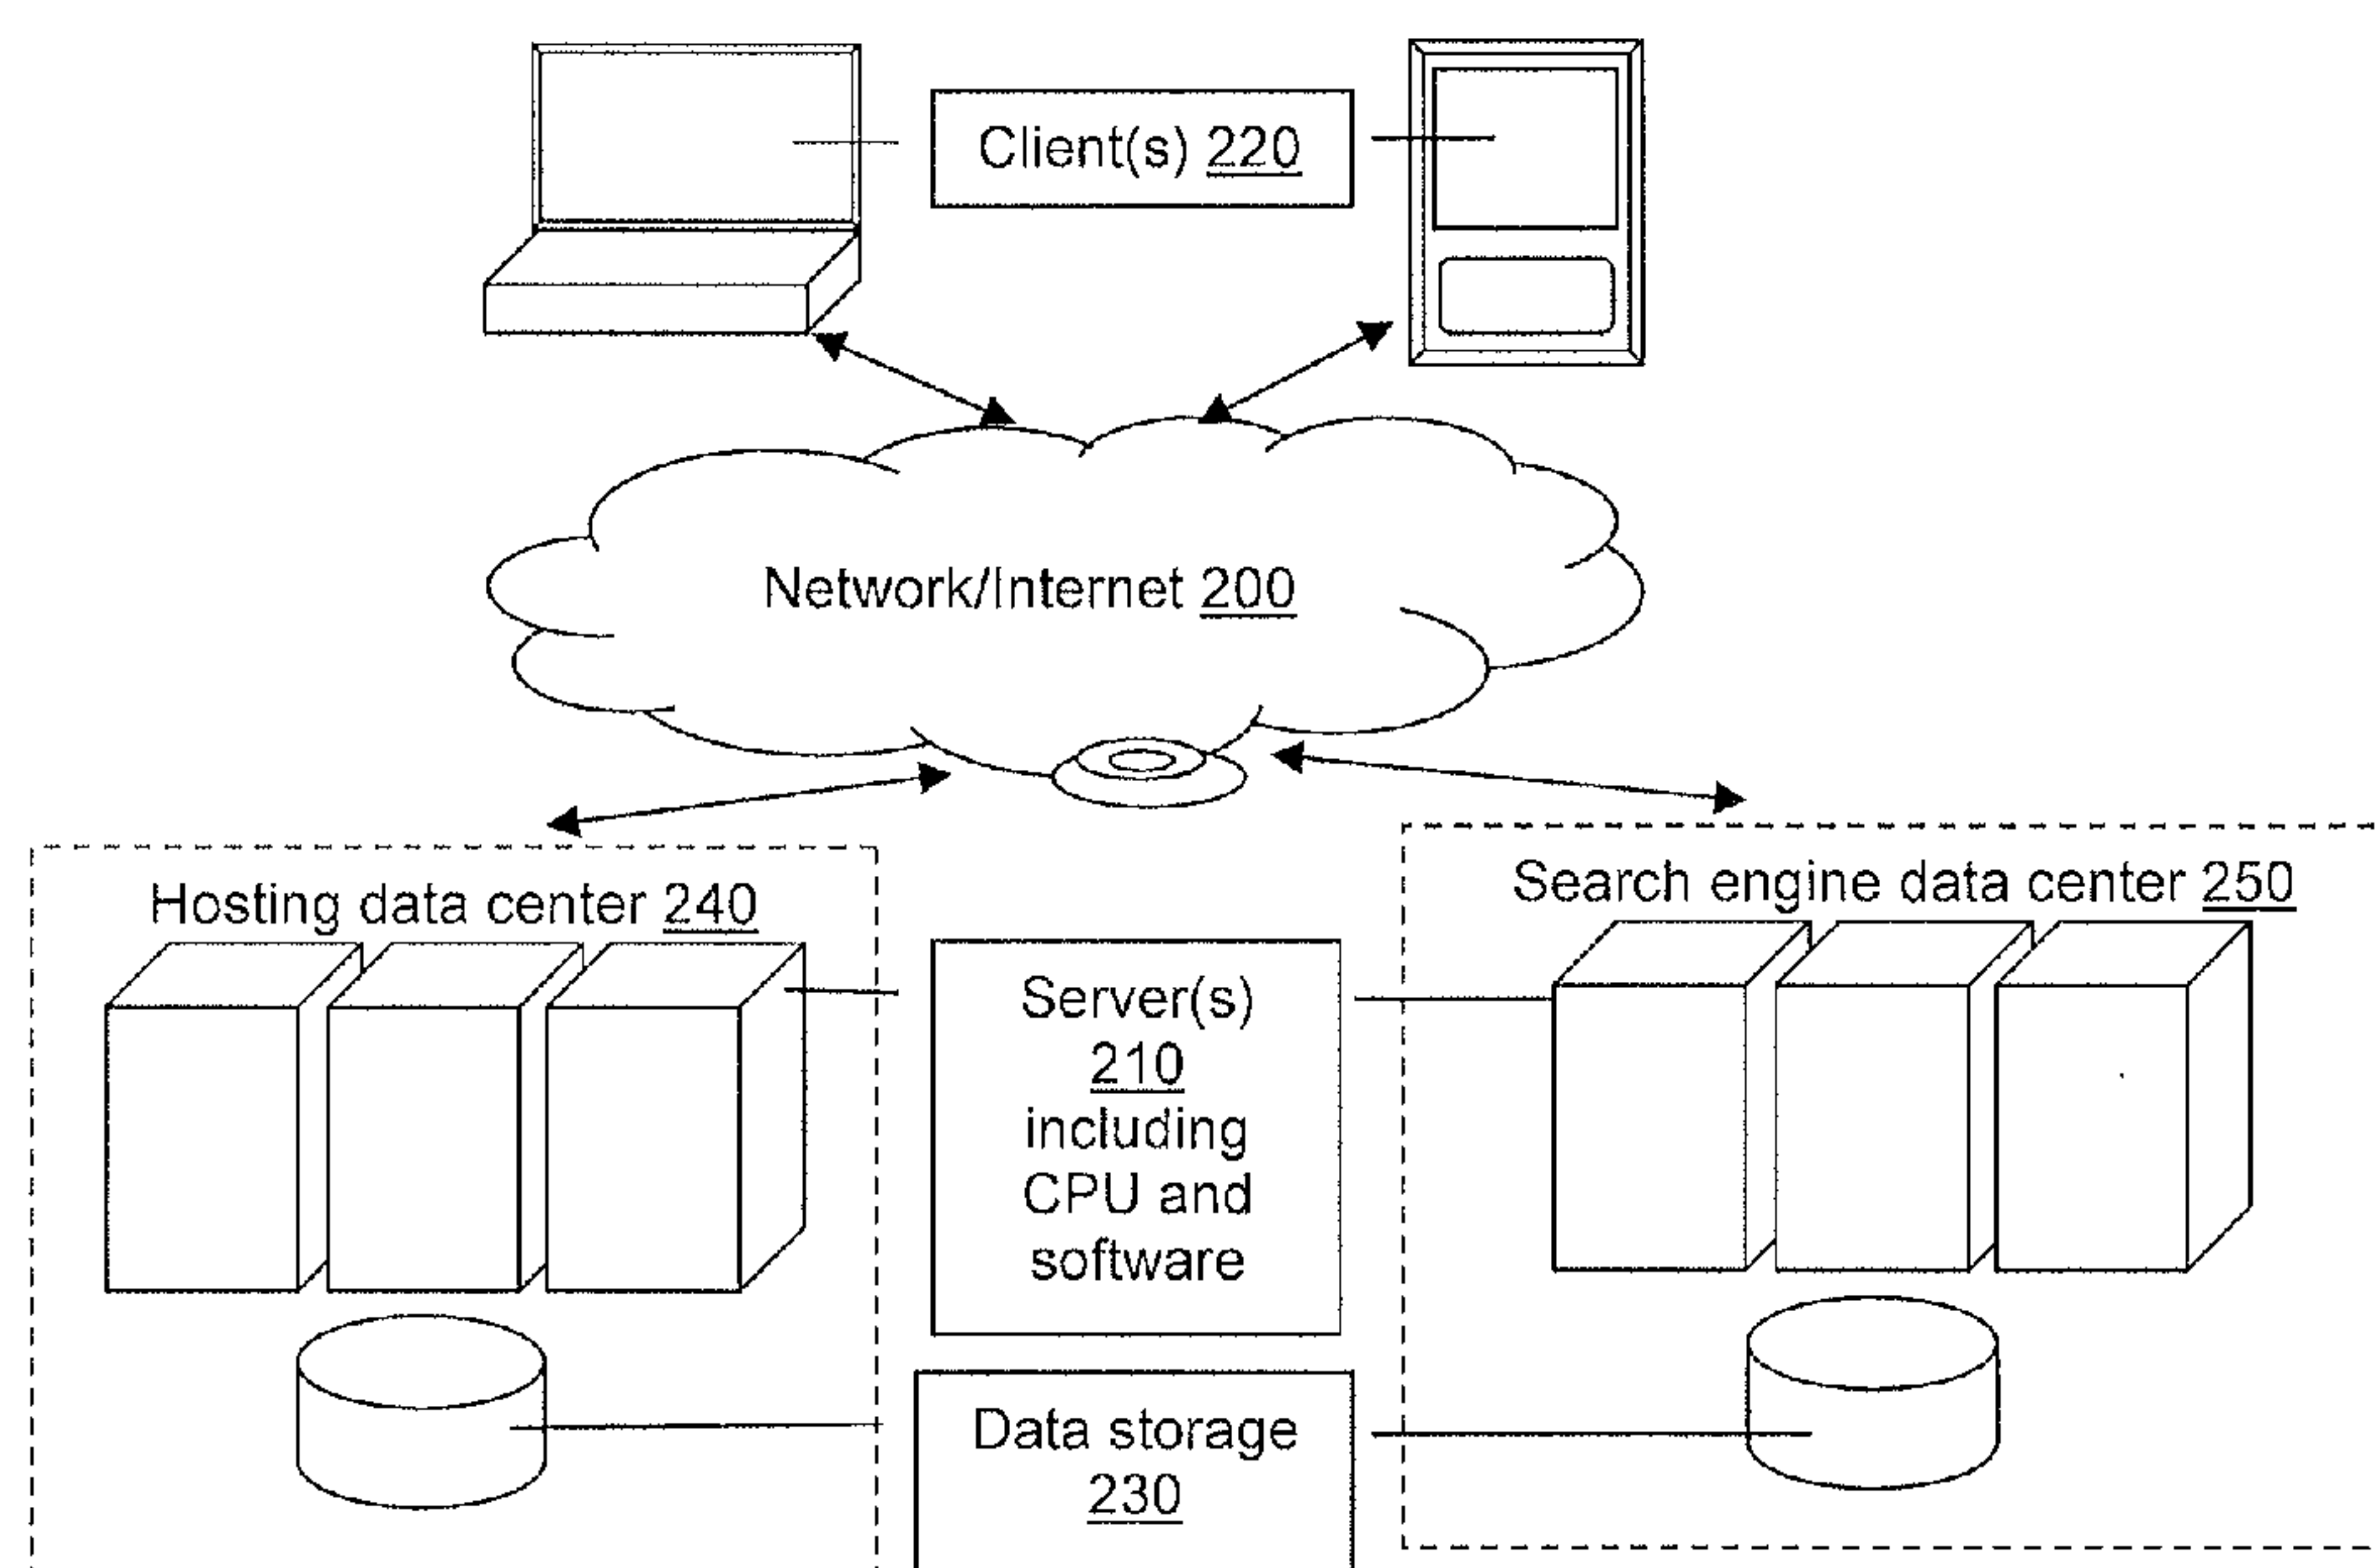 Client(s) 220
Network/Internet 200
Hosting data center 240
Search engine data center 250
Server(s)
210
including
CPU and
software
Data storage
230